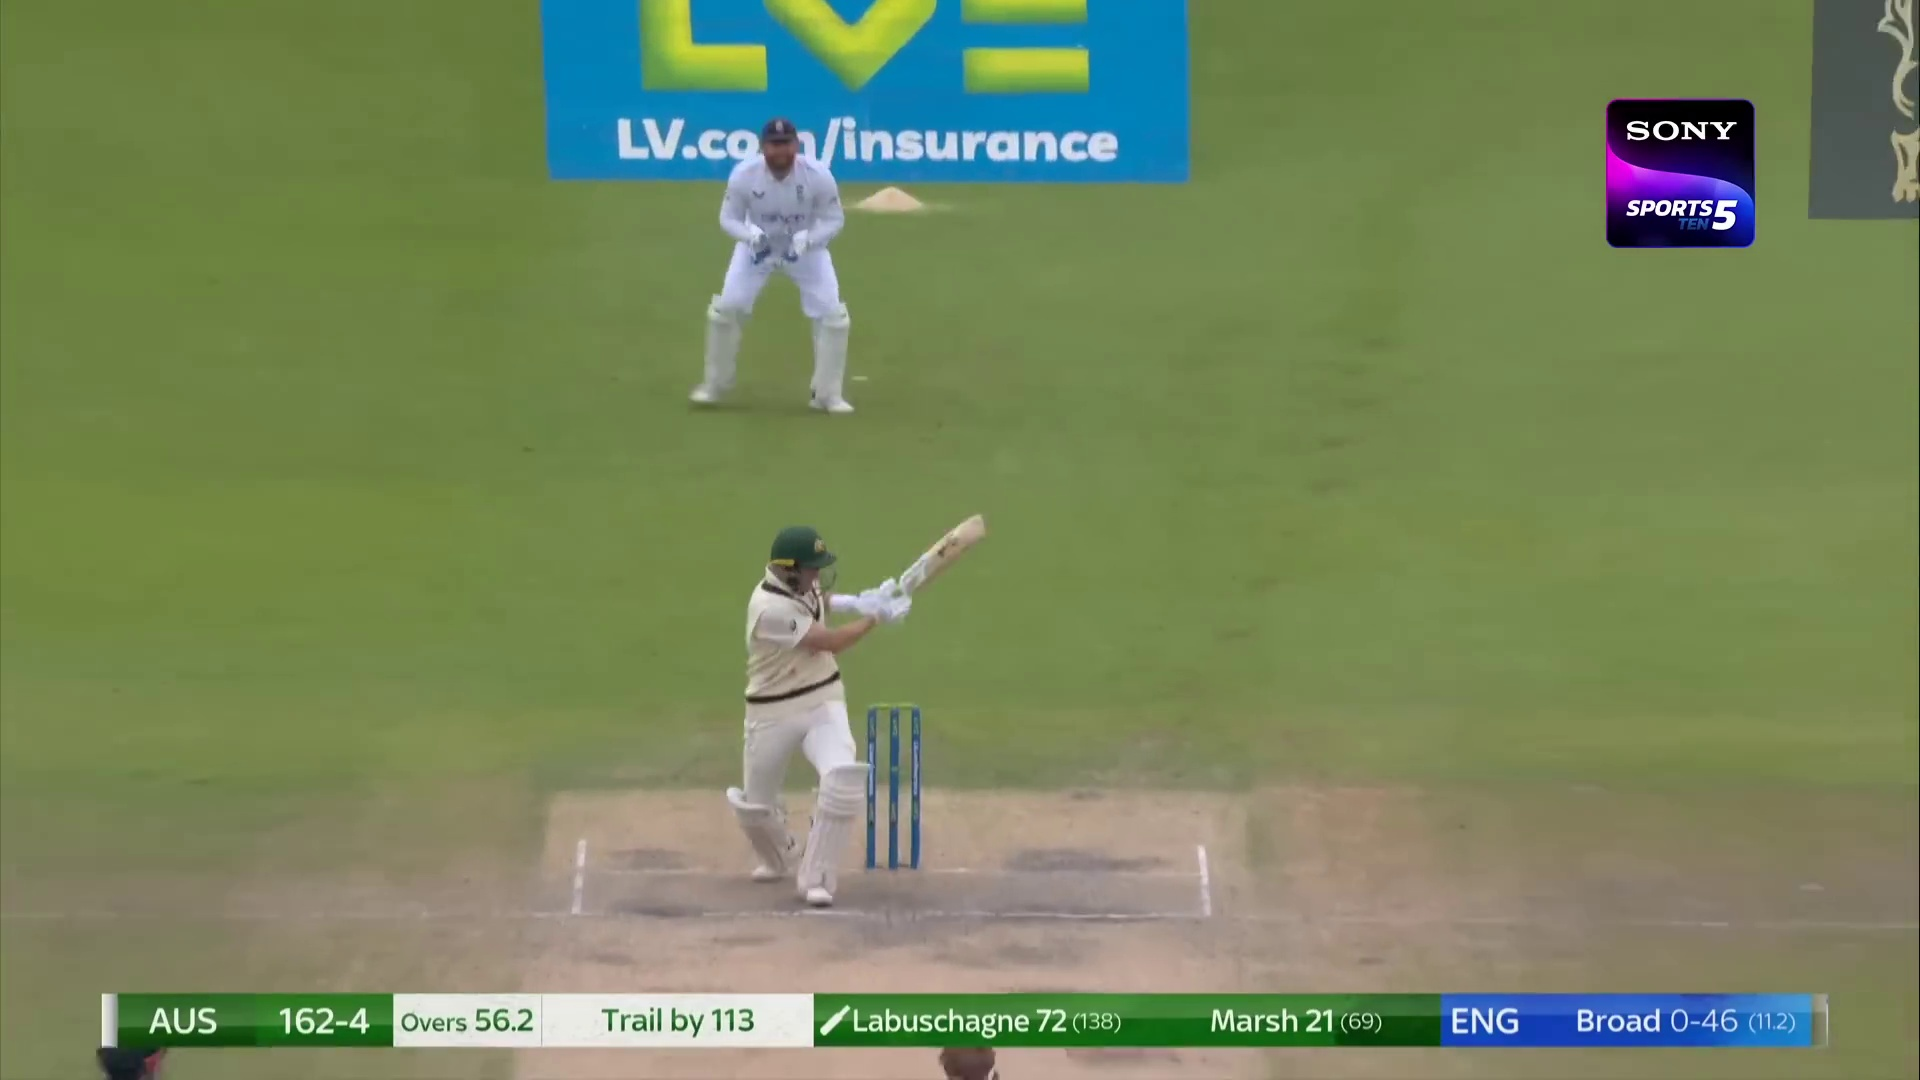 LV=
LV.com/insurance
SONY
SPORTS
TEN 5
AUS 162-4 Overs 56.2 Trail by 113 Labuschagne 72 (138) Marsh 21 (69) ENG Broad 0-46 (11.2)